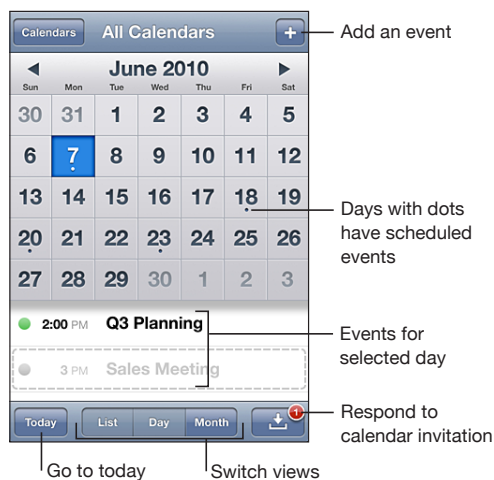 Calendars All Calendars + Add an event
June 2010
Sun Mon Tue Wed Thu Fri Sat
30 31 1 2 3 4 5
6 7 8 9 10 11 12
13 14 15 16 17 18 19
Days with dots
have scheduled
events
20 21 22 23 24 25 26
27 28 29 30 1 2 3
2:00 PM Q3 Planning
3 PM Sales Meeting
Events for
selected day
Today List Day Month 1
Respond to
calendar invitation
Go to today Switch views